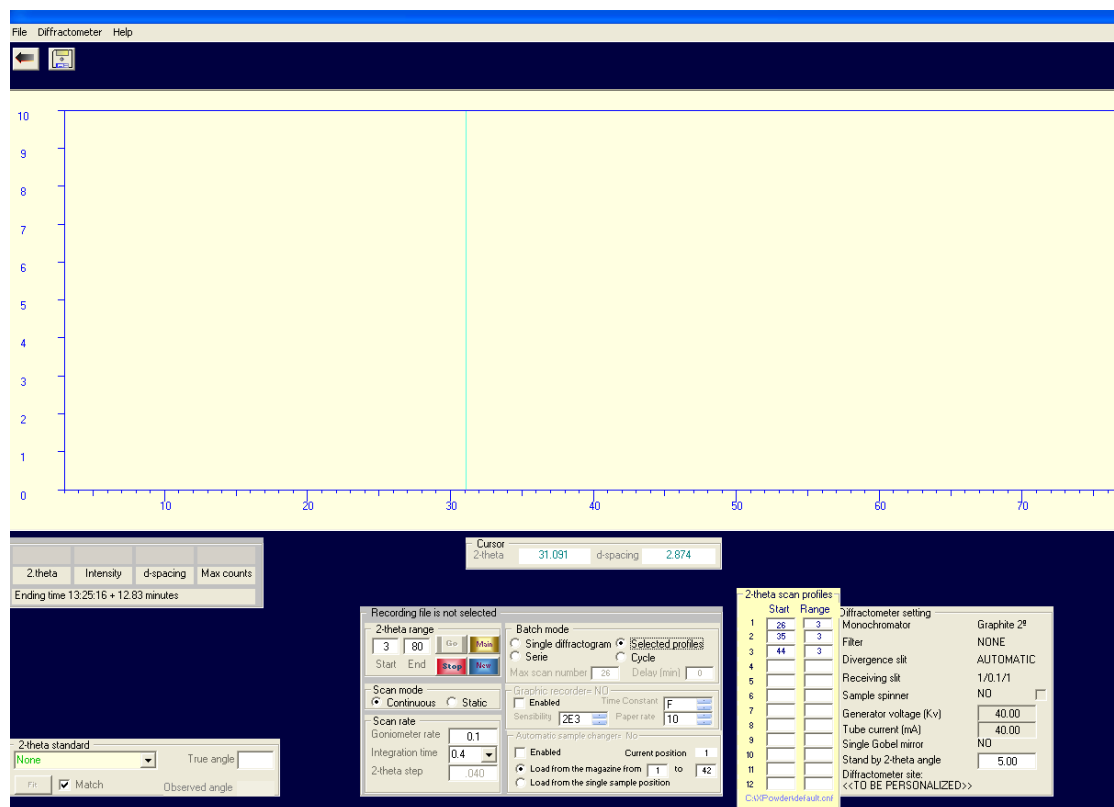 File Diffractometer Help
10
9
8
7
6
5
4
3
2
1
0
10 20 30 40 50 60 70
Cursor
2-theta 31.091 d-spacing 2.874
2.theta Intensity d-spacing Max counts
Ending time 13:25:16 + 12.83 minutes
Recording file is not selected
2-theta range
3 80 Go Main
Start End Stop New
Scan mode
Continuous Static
Scan rate
Goniometer rate 0.1
Integration time 0.4
2-theta step .040
Batch mode
Single diffractogram Selected profiles
Serie Cycle
Max scan number 26 Delay (min) 0
Graphic recorder= NO
Enabled Time Constant F
Sensibility 2E3 Paper rate 10
Automatic sample changer= No
Enabled Current position 1
Load from the magazine from 1 to 42
Load from the single sample position
2-theta scan profiles
Start Range
1 26 3
2 35 3
3 44 3
4
5
6
7
8
9
10
11
12
C:\XPowder\default.cnf
Diffractometer setting
Monochromator Graphite 2ª
Filter NONE
Divergence slit AUTOMATIC
Receiving slit 1/0.1/1
Sample spinner NO
Generator voltage (Kv) 40.00
Tube current (mA) 40.00
Single Gobel mirror NO
Stand by 2-theta angle 5.00
Diffractometer site:
<<TO BE PERSONALIZED>>
2-theta standard
None True angle
Fit Match Observed angle